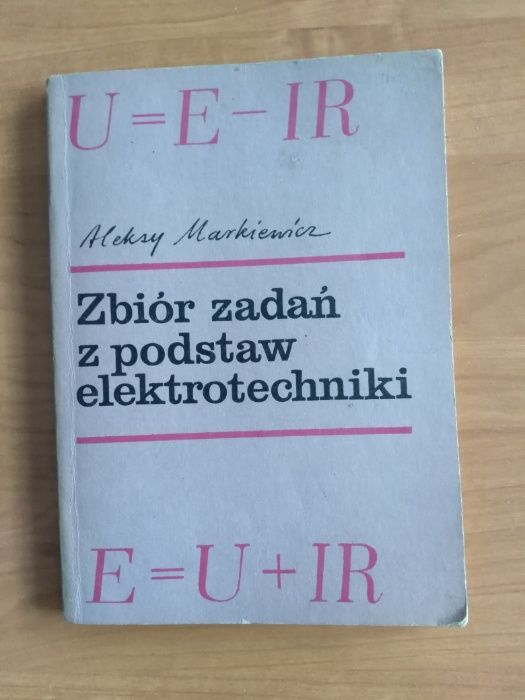 U = E − IR
Aleksy Markiewicz
Zbiór zadań
z podstaw
elektrotechniki
E = U + IR